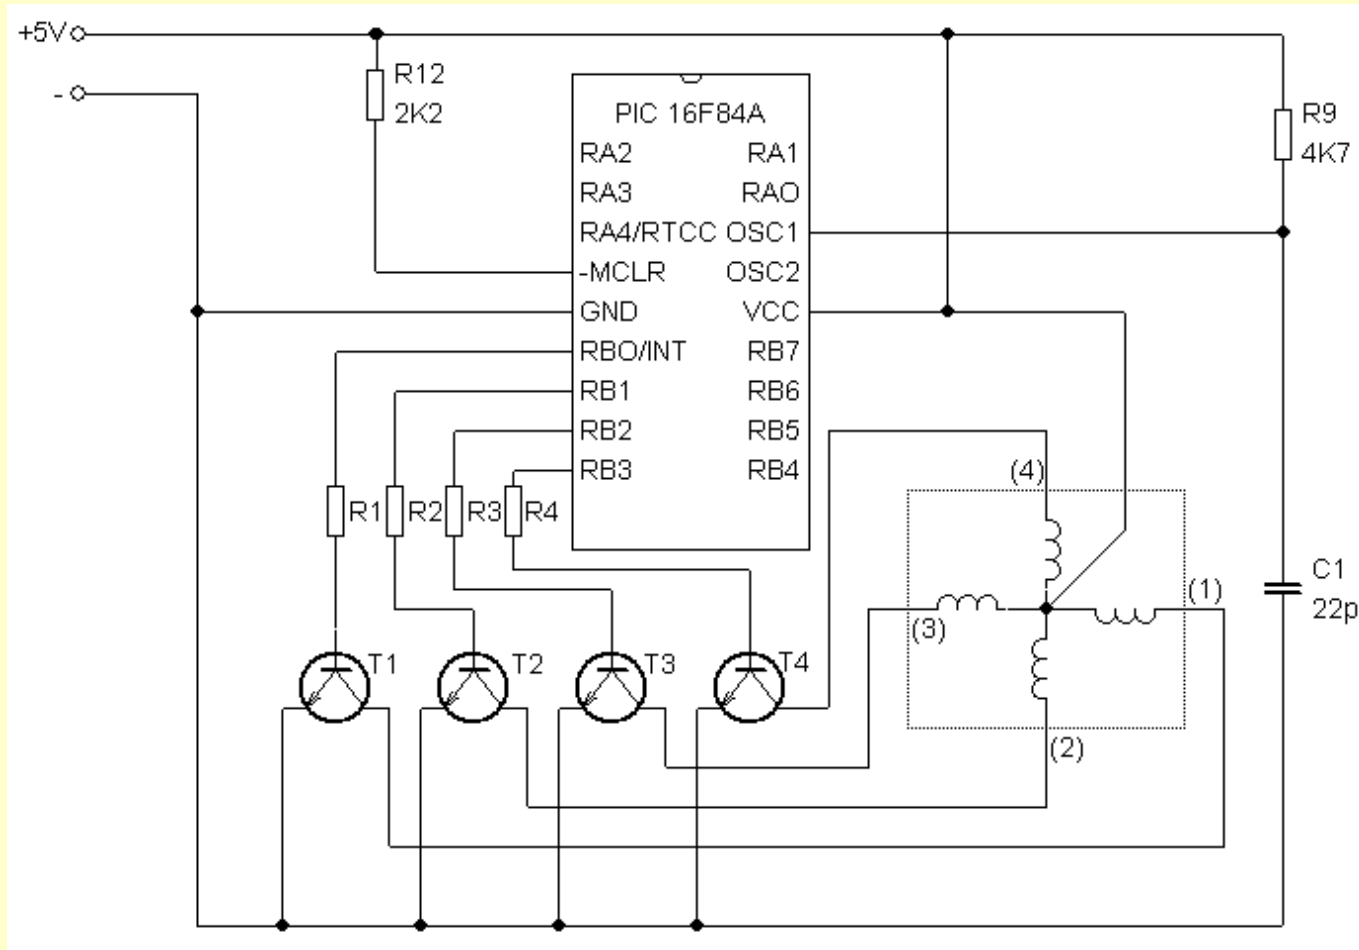 +5V
-
R12
2K2
PIC 16F84A
RA2 RA1
RA3 RAO
RA4/RTCC OSC1
-MCLR OSC2
GND VCC
RBO/INT RB7
RB1 RB6
RB2 RB5
RB3 RB4
R9
4K7
R1 R2 R3 R4
(4)
(1)
(3)
(2)
C1
22p
T1 T2 T3 T4